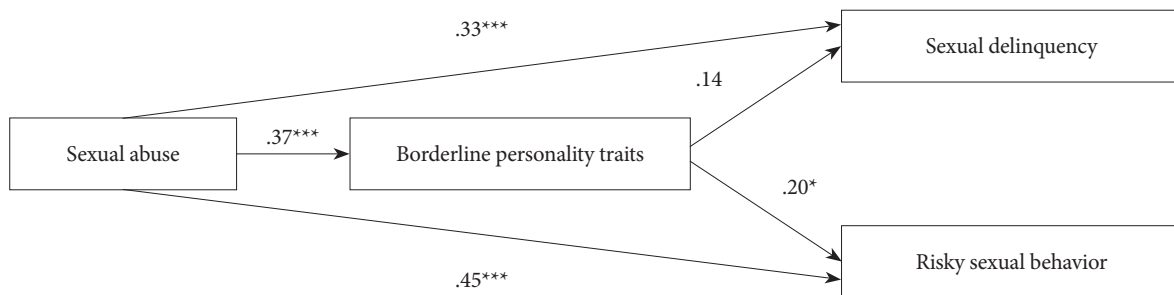 .33***
Sexual delinquency
.14
Sexual abuse
.37***
Borderline personality traits
.20*
Risky sexual behavior
.45***